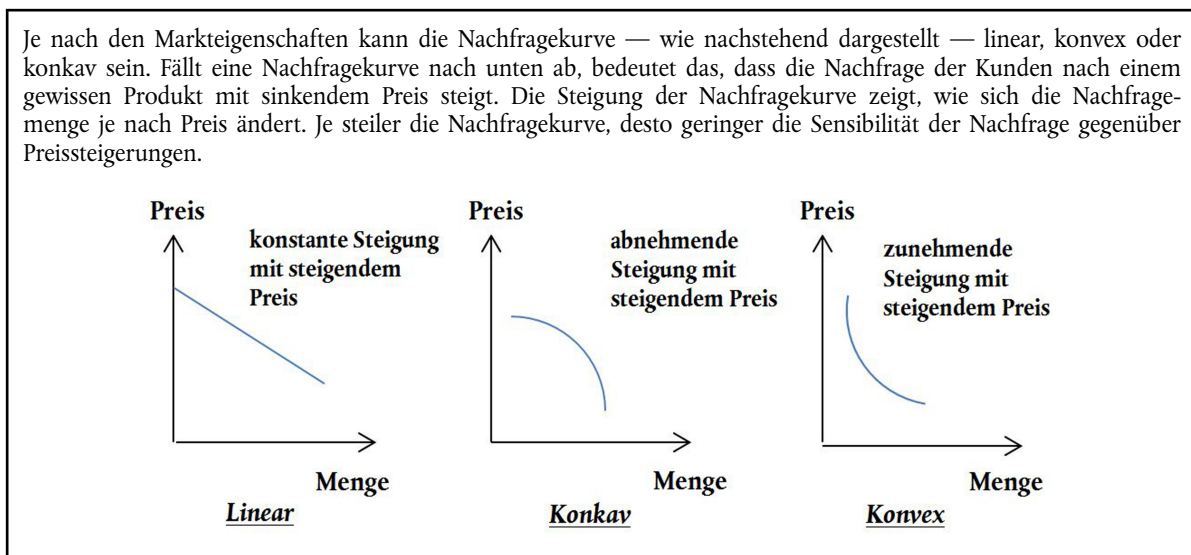 Je nach den Markteigenschaften kann die Nachfragekurve — wie nachstehend dargestellt — linear, konvex oder
konkav sein. Fällt eine Nachfragekurve nach unten ab, bedeutet das, dass die Nachfrage der Kunden nach einem
gewissen Produkt mit sinkendem Preis steigt. Die Steigung der Nachfragekurve zeigt, wie sich die Nachfrage-
menge je nach Preis ändert. Je steiler die Nachfragekurve, desto geringer die Sensibilität der Nachfrage gegenüber
Preissteigerungen.
Preis
konstante Steigung
mit steigendem
Preis
Menge
Linear
Preis
abnehmende
Steigung mit
steigendem Preis
Menge
Konkav
Preis
zunehmende
Steigung mit
steigendem Preis
Menge
Konvex